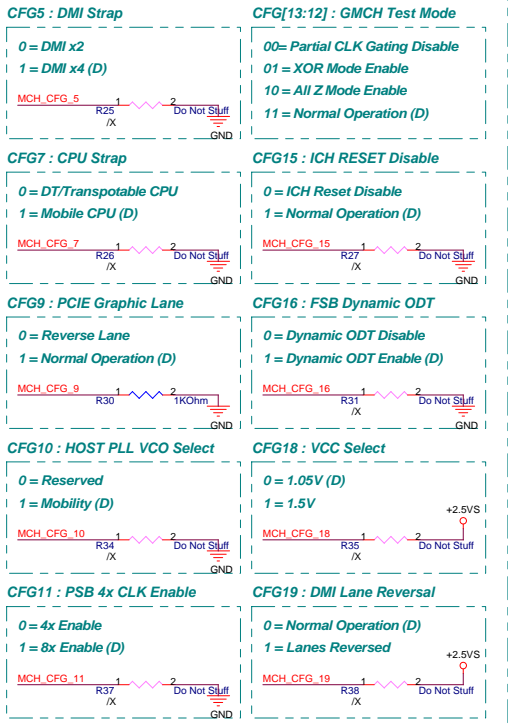 CFG5 : DMI Strap
0 = DMI x2
1 = DMI x4 (D)
MCH_CFG_5
1
2
R25
Do Not Stuff
/X
GND
CFG[13:12] : GMCH Test Mode
00= Partial CLK Gating Disable
01 = XOR Mode Enable
10 = All Z Mode Enable
11 = Normal Operation (D)
CFG7 : CPU Strap
0 = DT/Transpotable CPU
1 = Mobile CPU (D)
MCH_CFG_7
1
2
R26
Do Not Stuff
/X
GND
CFG15 : ICH RESET Disable
0 = ICH Reset Disable
1 = Normal Operation (D)
MCH_CFG_15
1
2
R27
Do Not Stuff
/X
GND
CFG9 : PCIE Graphic Lane
0 = Reverse Lane
1 = Normal Operation (D)
MCH_CFG_9
1
2
R30
1KOhm
GND
CFG16 : FSB Dynamic ODT
0 = Dynamic ODT Disable
1 = Dynamic ODT Enable (D)
MCH_CFG_16
1
2
R31
Do Not Stuff
/X
GND
CFG10 : HOST PLL VCO Select
0 = Reserved
1 = Mobility (D)
MCH_CFG_10
1
2
R34
Do Not Stuff
/X
GND
CFG18 : VCC Select
0 = 1.05V (D)
1 = 1.5V
+2.5VS
MCH_CFG_18
1
2
R35
Do Not Stuff
/X
CFG11 : PSB 4x CLK Enable
0 = 4x Enable
1 = 8x Enable (D)
MCH_CFG_11
1
2
R37
Do Not Stuff
/X
GND
CFG19 : DMI Lane Reversal
0 = Normal Operation (D)
1 = Lanes Reversed
+2.5VS
MCH_CFG_19
1
2
R38
Do Not Stuff
/X